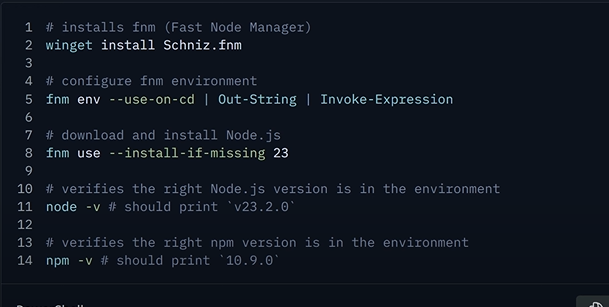 1 # installs fnm (Fast Node Manager)
2 winget install Schniz.fnm
3
4 # configure fnm environment
5 fnm env --use-on-cd | Out-String | Invoke-Expression
6
7 # download and install Node.js
8 fnm use --install-if-missing 23
9
10 # verifies the right Node.js version is in the environment
11 node -v # should print `v23.2.0`
12
13 # verifies the right npm version is in the environment
14 npm -v # should print `10.9.0`